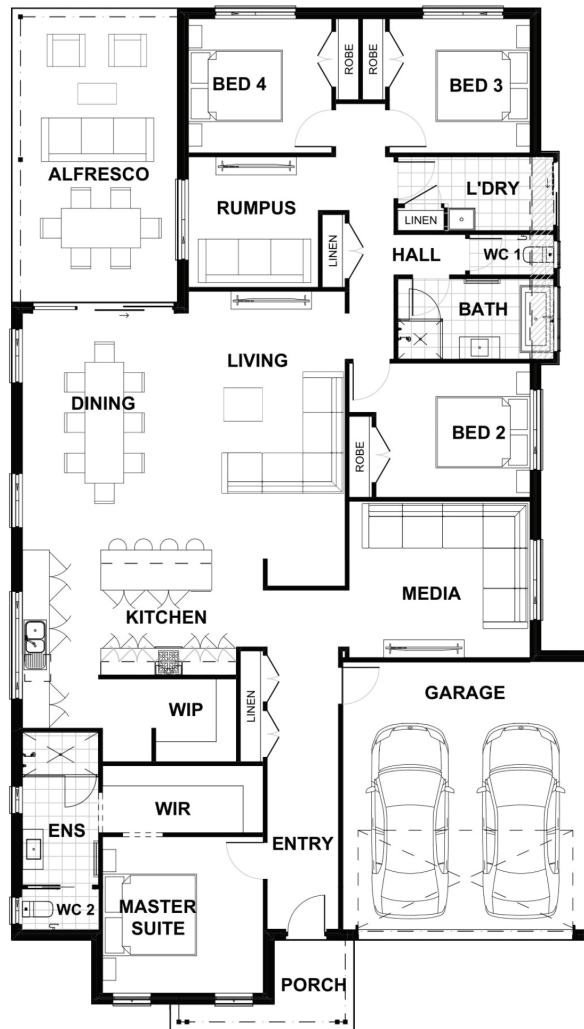 BED 4
ROBE
ROBE
BED 3
ALFRESCO
RUMPUS
L'DRY
LINEN
LINEN
HALL
WC 1
BATH
LIVING
DINING
BED 2
ROBE
MEDIA
KITCHEN
GARAGE
WIP
LINEN
WIR
ENS
ENTRY
WC 2
MASTER
SUITE
PORCH